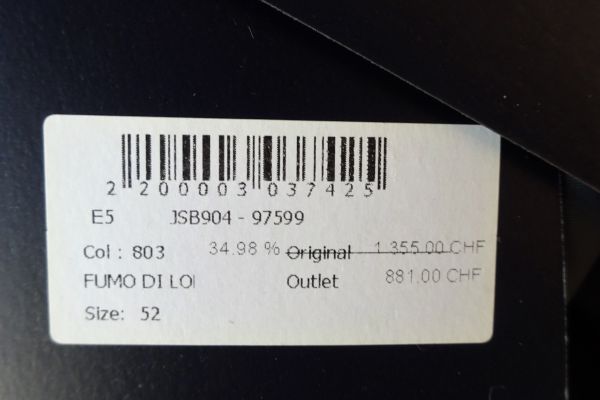 2 200003 037425
E5 JSB904 - 97599
Col : 803 34.98 % Original 1 355.00 CHF
FUMO DI LO Outlet 881.00 CHF
Size: 52